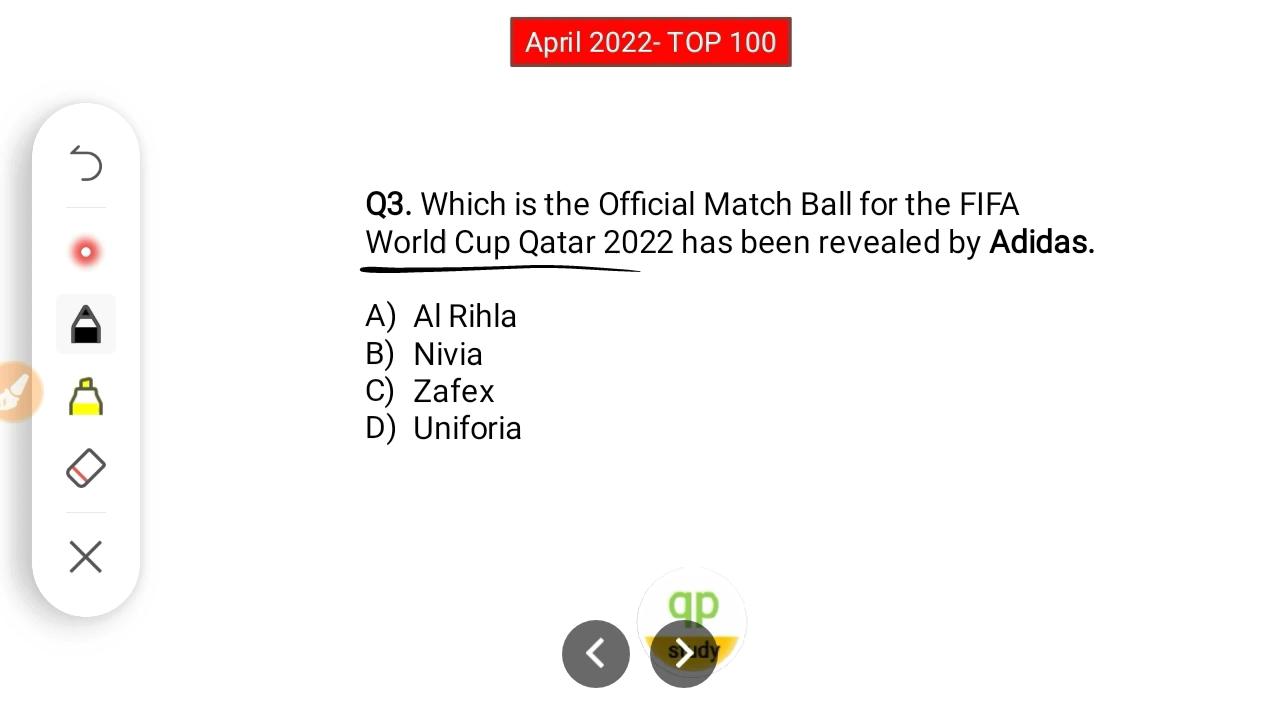 April 2022- TOP 100
Q3. Which is the Official Match Ball for the FIFA
World Cup Qatar 2022 has been revealed by Adidas.
A) Al Rihla
B) Nivia
C) Zafex
D) Uniforia
qp
study